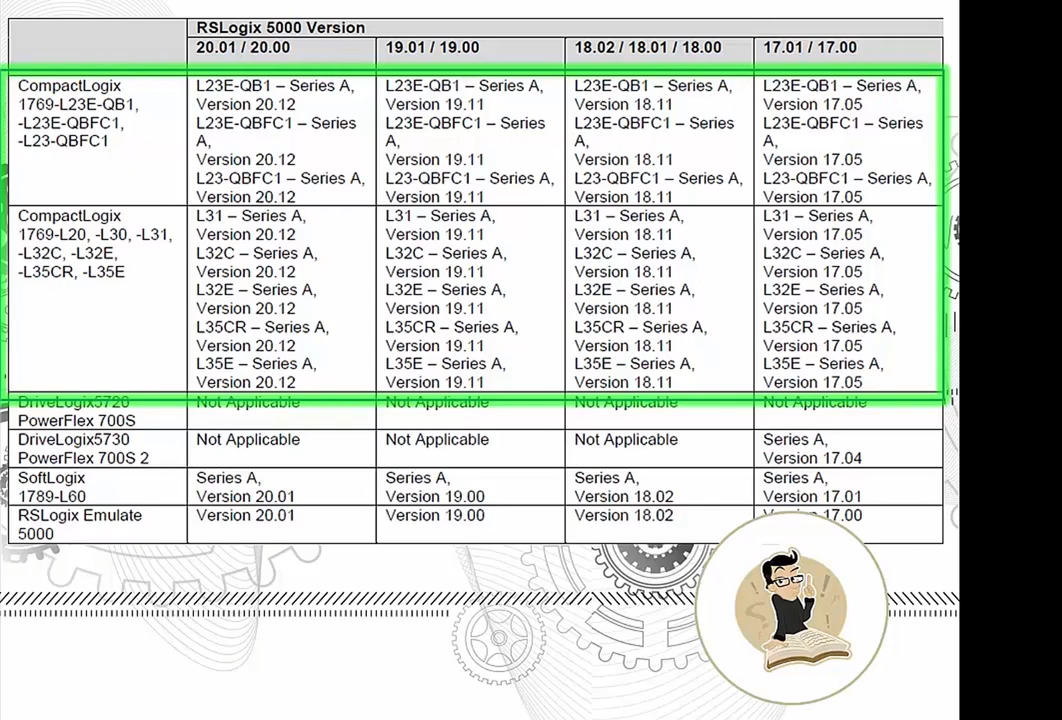 RSLogix 5000 Version
20.01 / 20.00
19.01 / 19.00
18.02 / 18.01 / 18.00
17.01 / 17.00
CompactLogix
1769-L23E-QB1,
-L23E-QBFC1,
-L23-QBFC1
L23E-QB1 – Series A,
Version 20.12
L23E-QBFC1 – Series
A,
Version 20.12
L23-QBFC1 – Series A,
Version 20.12
L23E-QB1 – Series A,
Version 19.11
L23E-QBFC1 – Series
A,
Version 19.11
L23-QBFC1 – Series A,
Version 19.11
L23E-QB1 – Series A,
Version 18.11
L23E-QBFC1 – Series
A,
Version 18.11
L23-QBFC1 – Series A,
Version 18.11
L23E-QB1 – Series A,
Version 17.05
L23E-QBFC1 – Series
A,
Version 17.05
L23-QBFC1 – Series A,
Version 17.05
CompactLogix
1769-L20, -L30, -L31,
-L32C, -L32E,
-L35CR, -L35E
L31 – Series A,
Version 20.12
L32C – Series A,
Version 20.12
L32E – Series A,
Version 20.12
L35CR – Series A,
Version 20.12
L35E – Series A,
Version 20.12
L31 – Series A,
Version 19.11
L32C – Series A,
Version 19.11
L32E – Series A,
Version 19.11
L35CR – Series A,
Version 19.11
L35E – Series A,
Version 19.11
L31 – Series A,
Version 18.11
L32C – Series A,
Version 18.11
L32E – Series A,
Version 18.11
L35CR – Series A,
Version 18.11
L35E – Series A,
Version 18.11
L31 – Series A,
Version 17.05
L32C – Series A,
Version 17.05
L32E – Series A,
Version 17.05
L35CR – Series A,
Version 17.05
L35E – Series A,
Version 17.05
DriveLogix5720
PowerFlex 700S
Not Applicable
Not Applicable
Not Applicable
Not Applicable
DriveLogix5730
PowerFlex 700S 2
Not Applicable
Not Applicable
Not Applicable
Series A,
Version 17.04
SoftLogix
1789-L60
Series A,
Version 20.01
Series A,
Version 19.00
Series A,
Version 18.02
Series A,
Version 17.01
RSLogix Emulate
5000
Version 20.01
Version 19.00
Version 18.02
17.00